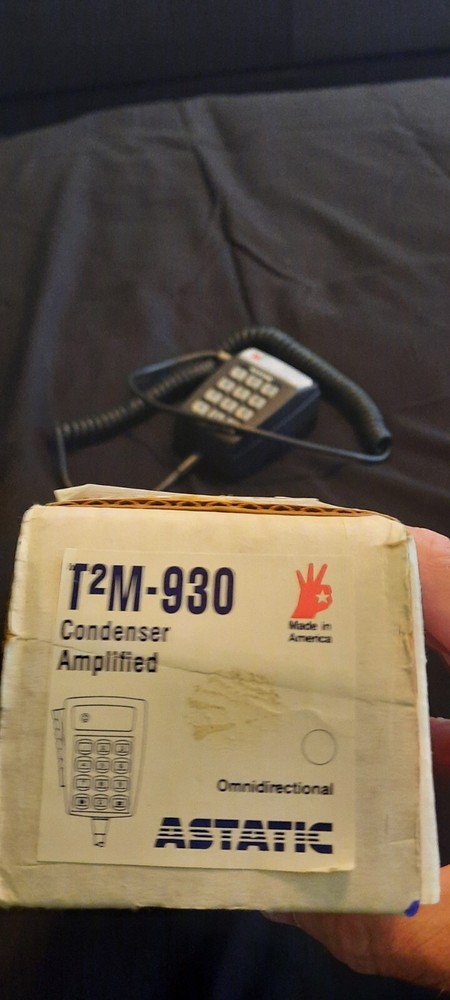 T²M-930
Condenser
Amplified
Made in
America
Omnidirectional
ASTATIC